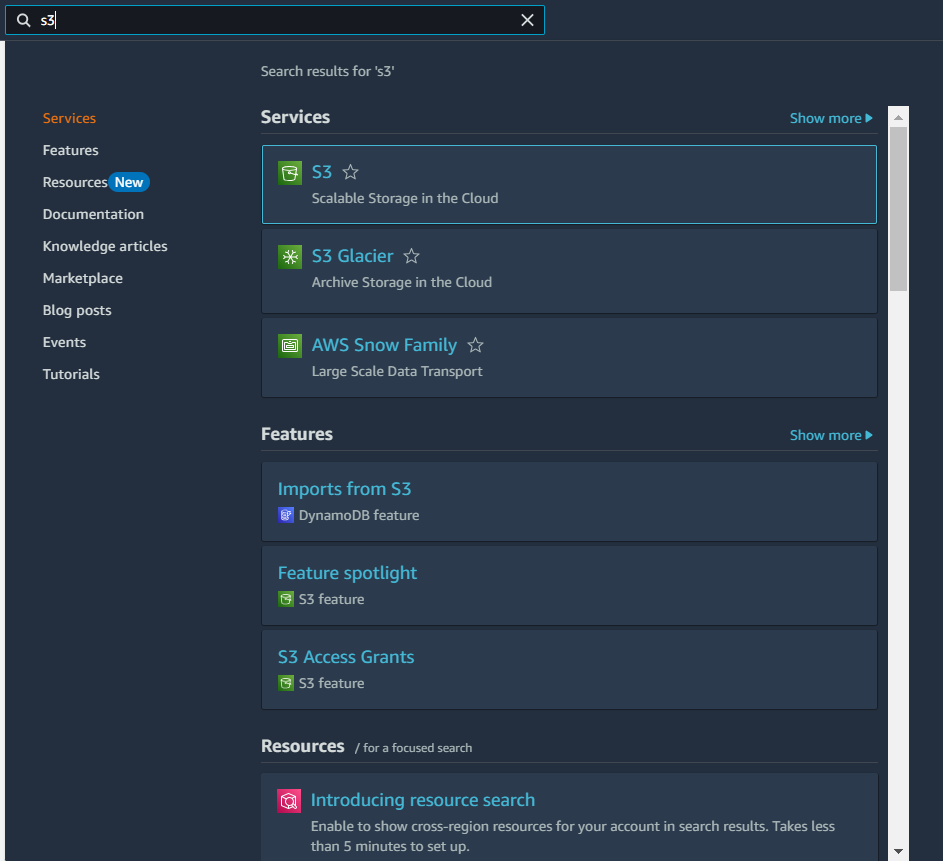 s3
Search results for 's3'
Services
Features
Resources New
Documentation
Knowledge articles
Marketplace
Blog posts
Events
Tutorials
Services
Show more
S3
Scalable Storage in the Cloud
S3 Glacier
Archive Storage in the Cloud
AWS Snow Family
Large Scale Data Transport
Features
Show more
Imports from S3
DynamoDB feature
Feature spotlight
S3 feature
S3 Access Grants
S3 feature
Resources / for a focused search
Introducing resource search
Enable to show cross-region resources for your account in search results. Takes less
than 5 minutes to set up.